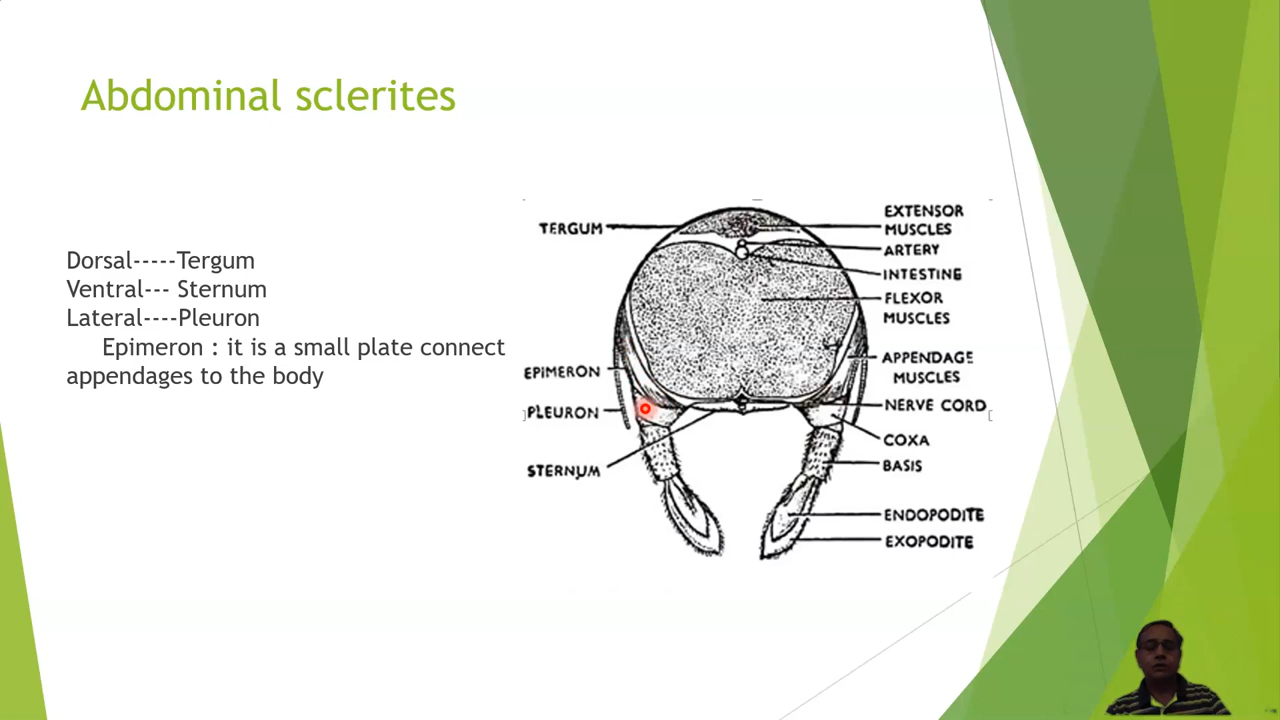 Abdominal sclerites
Dorsal-----Tergum
Ventral--- Sternum
Lateral----Pleuron
Epimeron : it is a small plate connect
appendages to the body
TERGUM
EPIMERON
PLEURON
STERNUM
EXTENSOR
MUSCLES
ARTERY
INTESTINE
FLEXOR
MUSCLES
APPENDAGE
MUSCLES
NERVE CORD
COXA
BASIS
ENDOPODITE
EXOPODITE